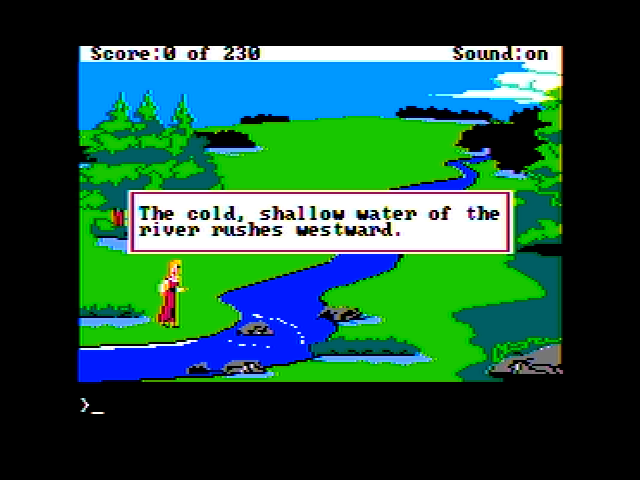 Score:0 of 230 Sound:on
The cold, shallow water of the
river rushes westward.
>_